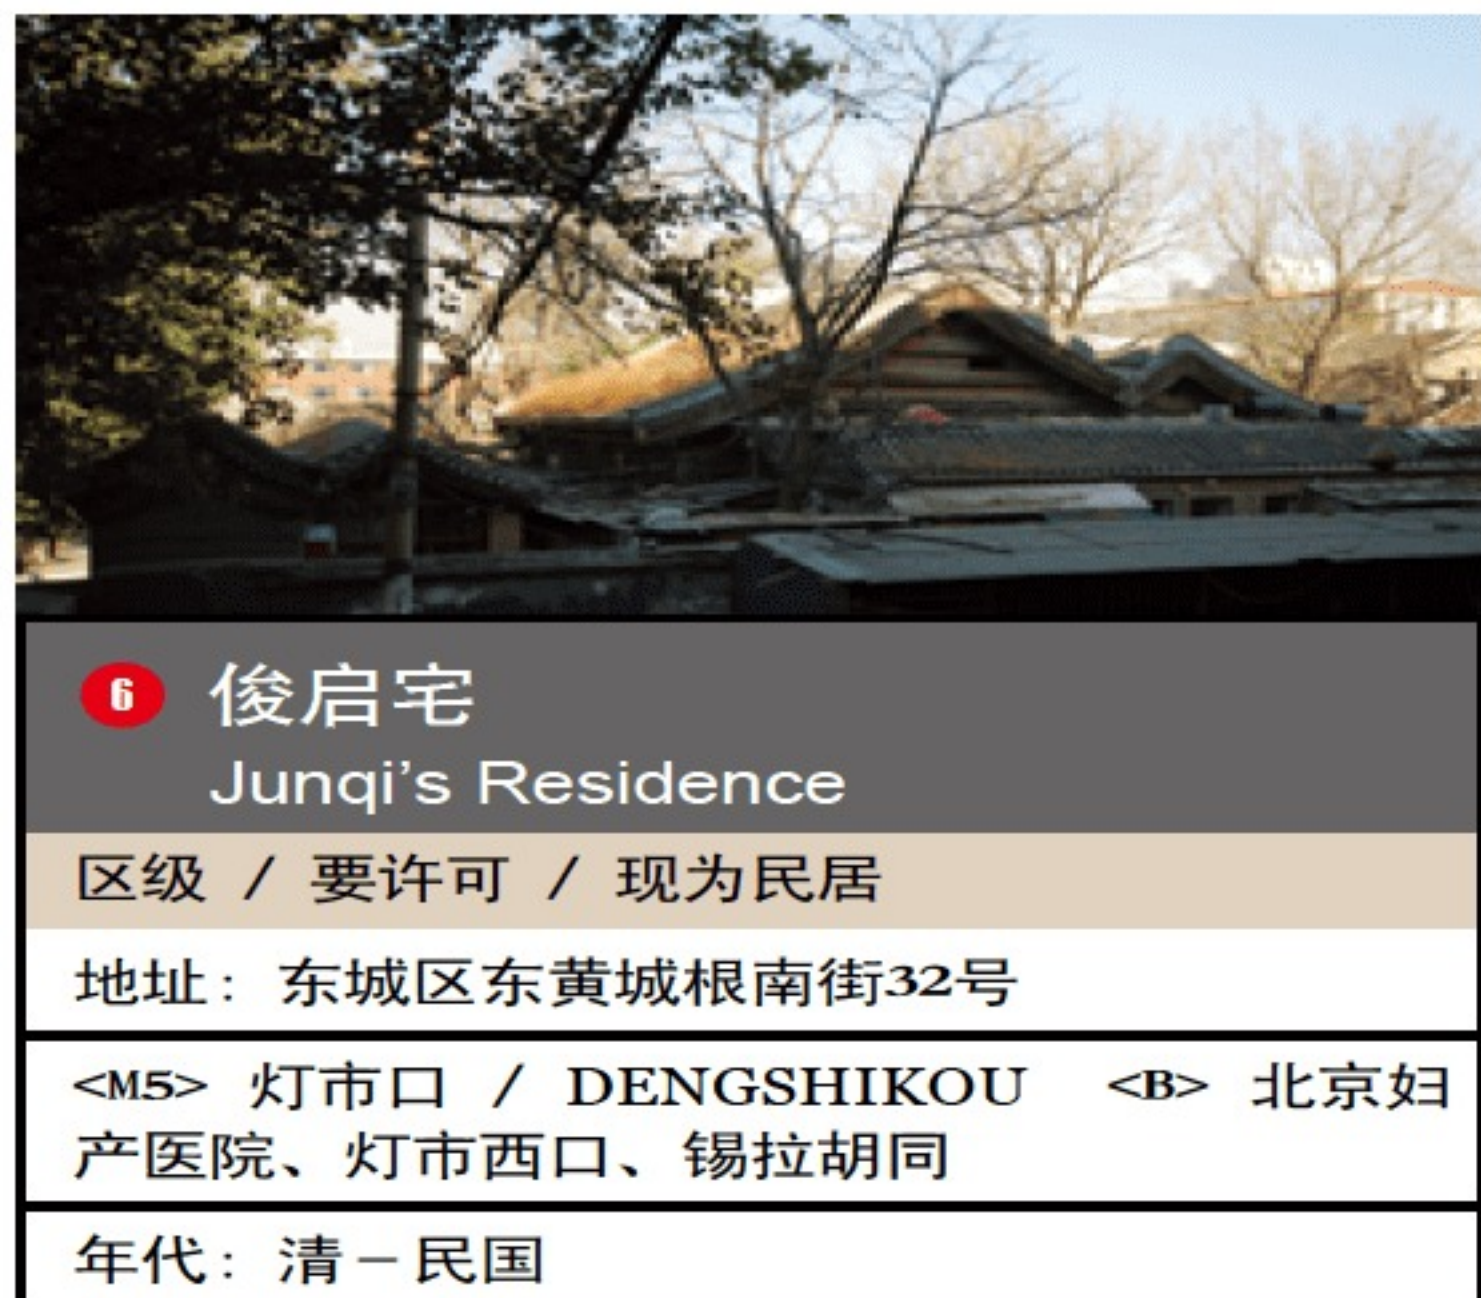 6 俊启宅
Junqi’s Residence
区级 / 要许可 / 现为民居
地址: 东城区东黄城根南街32号
<M5> 灯市口 / DENGSHIKOU <B> 北京妇
产医院、灯市西口、锡拉胡同
年代: 清－民国